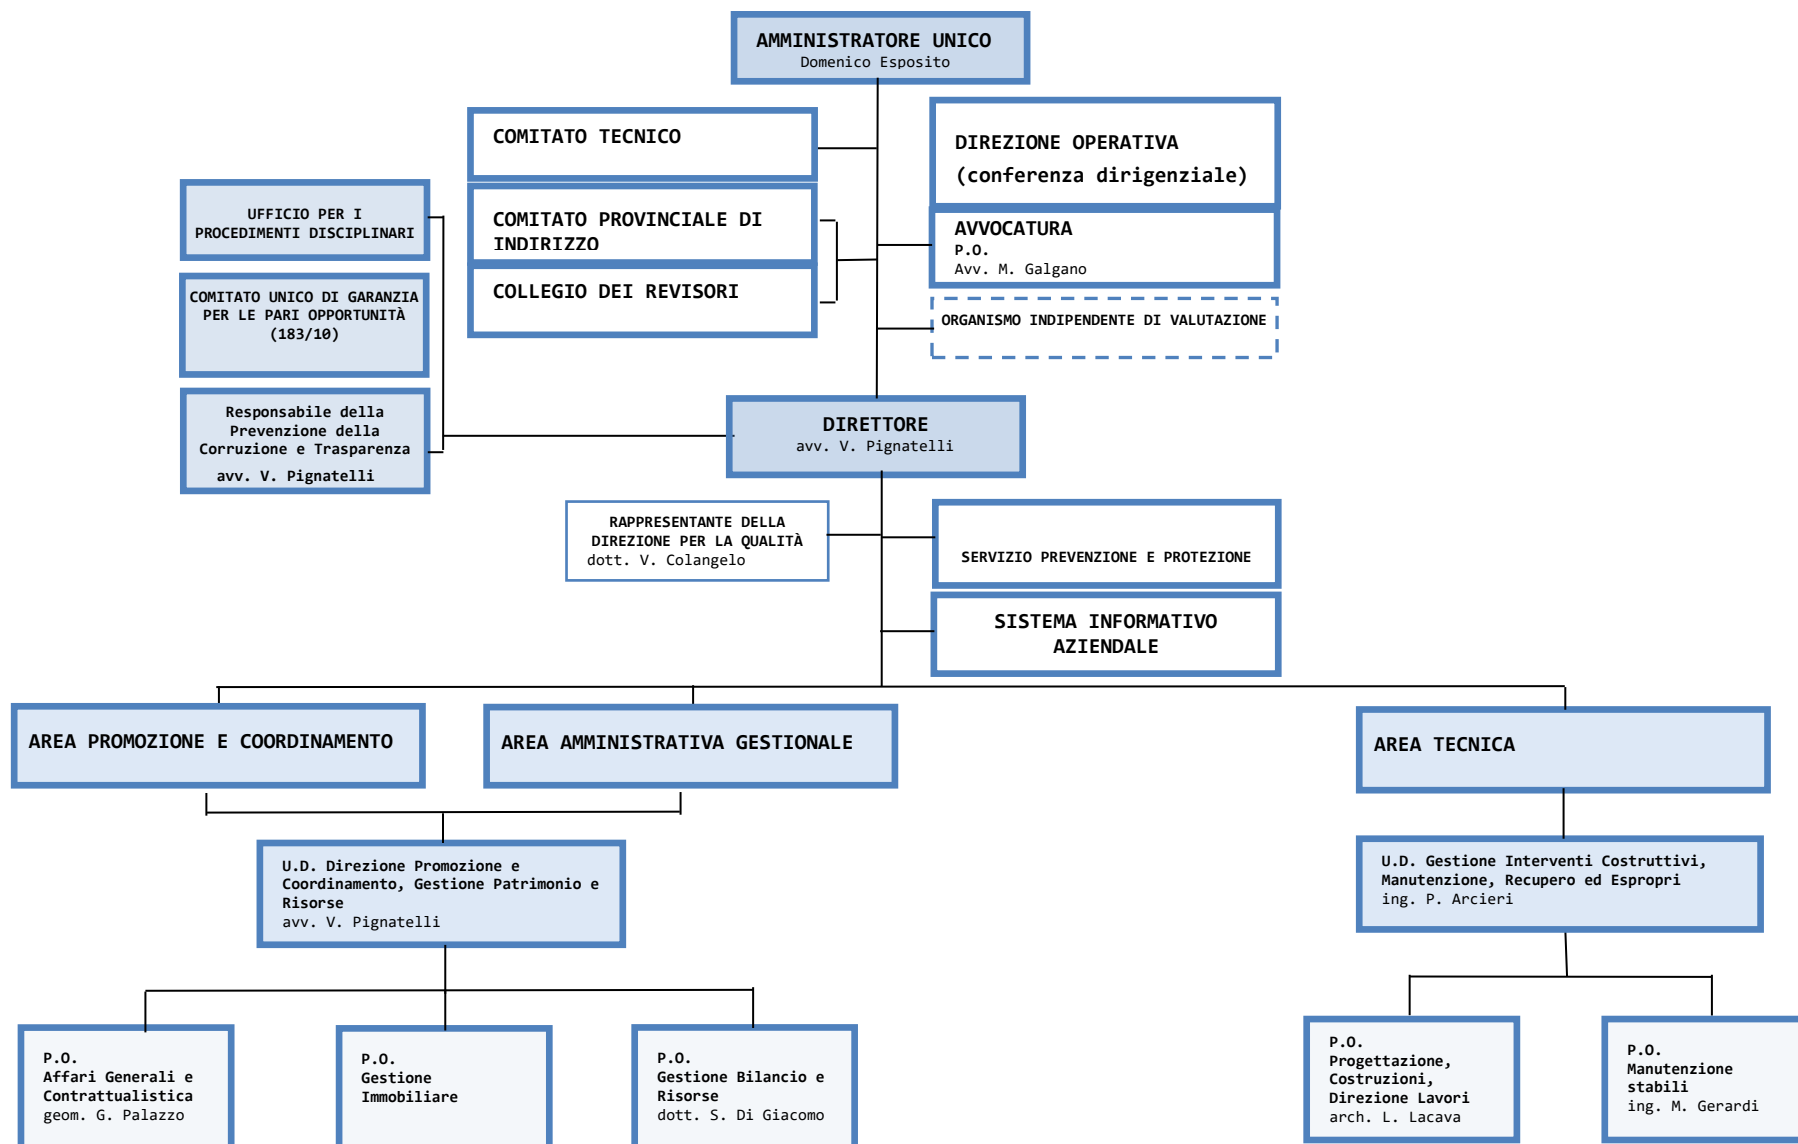 AMMINISTRATORE UNICO
Domenico Esposito
COMITATO TECNICO
DIREZIONE OPERATIVA
(conferenza dirigenziale)
UFFICIO PER I
PROCEDIMENTI DISCIPLINARI
COMITATO PROVINCIALE DI
INDIRIZZO
AVVOCATURA
P.O.
Avv. M. Galgano
COMITATO UNICO DI GARANZIA
PER LE PARI OPPORTUNITÀ
(183/10)
COLLEGIO DEI REVISORI
ORGANISMO INDIPENDENTE DI VALUTAZIONE
Responsabile della
Prevenzione della
Corruzione e Trasparenza
avv. V. Pignatelli
DIRETTORE
avv. V. Pignatelli
RAPPRESENTANTE DELLA
DIREZIONE PER LA QUALITÀ
dott. V. Colangelo
SERVIZIO PREVENZIONE E PROTEZIONE
SISTEMA INFORMATIVO
AZIENDALE
AREA PROMOZIONE E COORDINAMENTO
AREA AMMINISTRATIVA GESTIONALE
AREA TECNICA
U.D. Direzione Promozione e
Coordinamento, Gestione Patrimonio e
Risorse
avv. V. Pignatelli
U.D. Gestione Interventi Costruttivi,
Manutenzione, Recupero ed Espropri
ing. P. Arcieri
P.O.
Affari Generali e
Contrattualistica
geom. G. Palazzo
P.O.
Gestione
Immobiliare
P.O.
Gestione Bilancio e
Risorse
dott. S. Di Giacomo
P.O.
Progettazione,
Costruzioni,
Direzione Lavori
arch. L. Lacava
P.O.
Manutenzione
stabili
ing. M. Gerardi